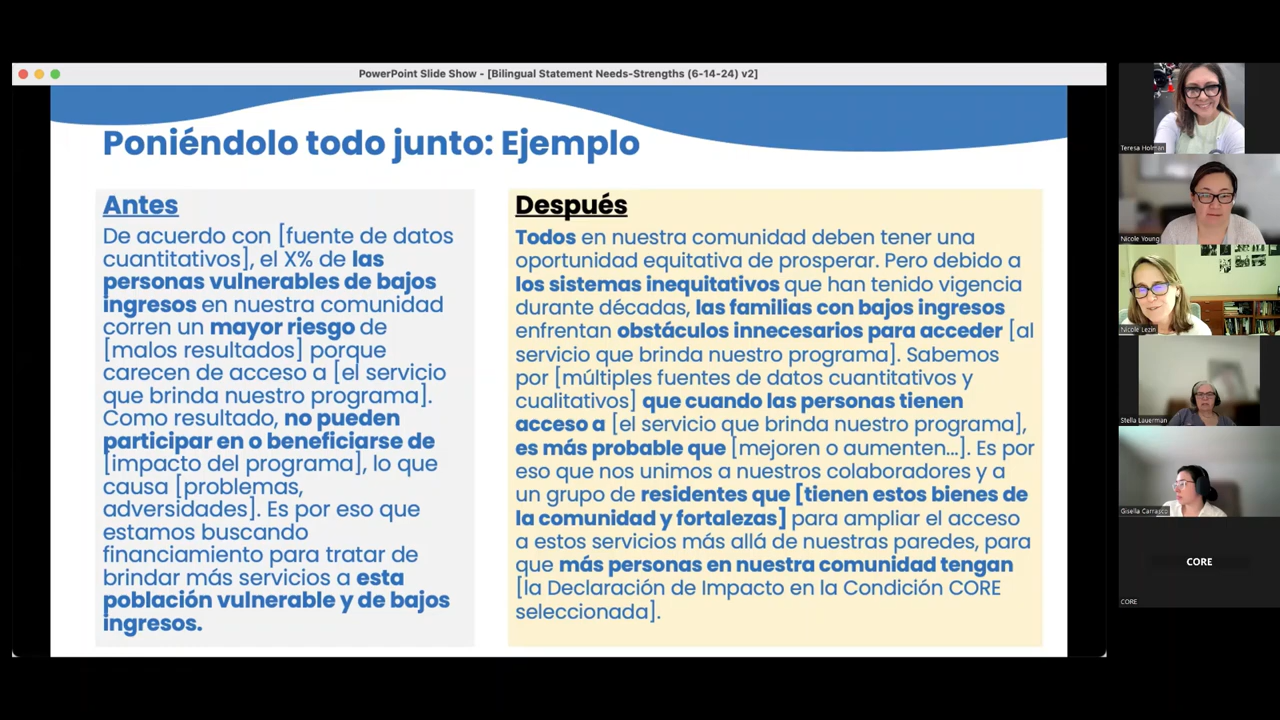 PowerPoint Slide Show - [Bilingual Statement Needs-Strengths (6-14-24) v2]
Poniéndolo todo junto: Ejemplo
Antes
De acuerdo con [fuente de datos
cuantitativos], el X% de las
personas vulnerables de bajos
ingresos en nuestra comunidad
corren un mayor riesgo de
[malos resultados] porque
carecen de acceso a [el servicio
que brinda nuestro programa].
Como resultado, no pueden
participar en o beneficiarse de
[impacto del programa], lo que
causa [problemas,
adversidades]. Es por eso que
estamos buscando
financiamiento para tratar de
brindar más servicios a esta
población vulnerable y de bajos
ingresos.
Después
Todos en nuestra comunidad deben tener una
oportunidad equitativa de prosperar. Pero debido a
los sistemas inequitativos que han tenido vigencia
durante décadas, las familias con bajos ingresos
enfrentan obstáculos innecesarios para acceder [al
servicio que brinda nuestro programa]. Sabemos
por [múltiples fuentes de datos cuantitativos y
cualitativos] que cuando las personas tienen
acceso a [el servicio que brinda nuestro programa],
es más probable que [mejoren o aumenten...]. Es por
eso que nos unimos a nuestros colaboradores y a
un grupo de residentes que [tienen estos bienes de
la comunidad y fortalezas] para ampliar el acceso
a estos servicios más allá de nuestras paredes, para
que más personas en nuestra comunidad tengan
[la Declaración de Impacto en la Condición CORE
seleccionada].
Teresa Holman
Nicole Young
Nicole Lezin
Stella Lauerman
Gisella Carrasco
CORE
CORE